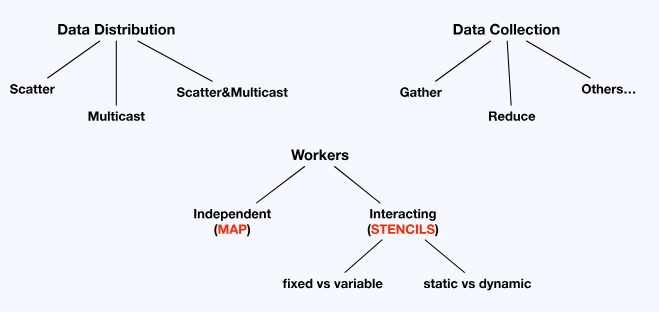 Data Distribution
Data Collection
Scatter
Multicast
Scatter&Multicast
Gather
Reduce
Others…
Workers
Independent
(MAP)
Interacting
(STENCILS)
fixed vs variable
static vs dynamic